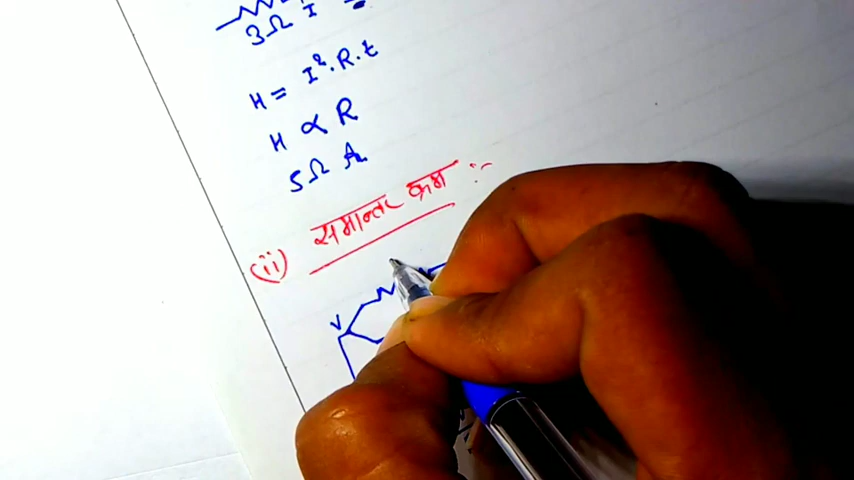 3Ω I
H = I².R.t
H ∝ R
5Ω
(ii) समान्तर क्रम :-
V